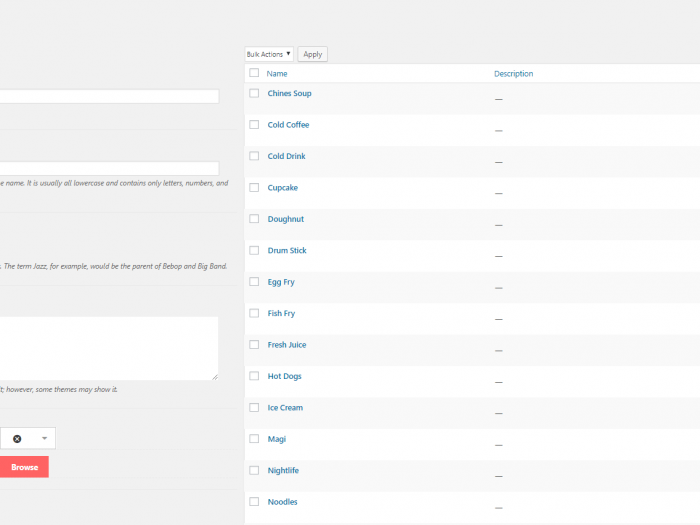 Bulk Actions
Apply
Name
Description
Chines Soup
—
Cold Coffee
—
Cold Drink
—
Cupcake
—
e name. It is usually all lowercase and contains only letters, numbers, and
Doughnut
—
Drum Stick
—
. The term Jazz, for example, would be the parent of Bebop and Big Band.
Egg Fry
—
Fish Fry
—
Fresh Juice
—
Hot Dogs
—
lt; however, some themes may show it.
Ice Cream
—
Magi
—
Browse
Nightlife
—
Noodles
—